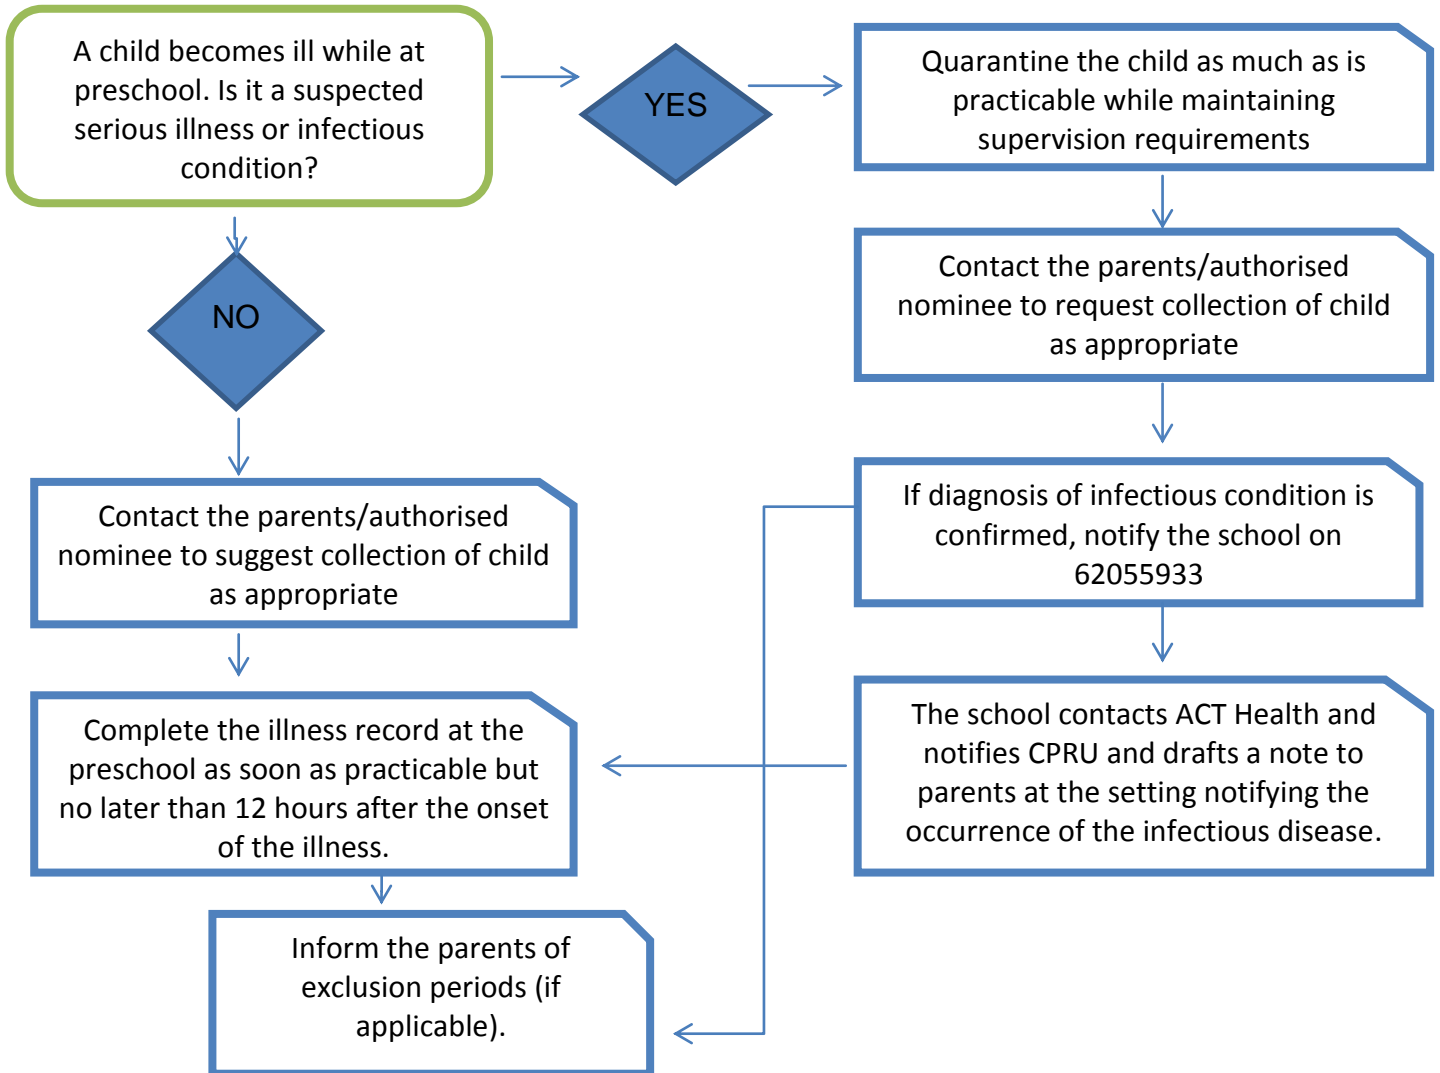 A child becomes ill while at
preschool. Is it a suspected
serious illness or infectious
condition?
YES
Quarantine the child as much as is
practicable while maintaining
supervision requirements
Contact the parents/authorised
nominee to request collection of child
as appropriate
NO
If diagnosis of infectious condition is
confirmed, notify the school on
62055933
Contact the parents/authorised
nominee to suggest collection of child
as appropriate
The school contacts ACT Health and
notifies CPRU and drafts a note to
parents at the setting notifying the
occurrence of the infectious disease.
Complete the illness record at the
preschool as soon as practicable but
no later than 12 hours after the onset
of the illness.
Inform the parents of
exclusion periods (if
applicable).